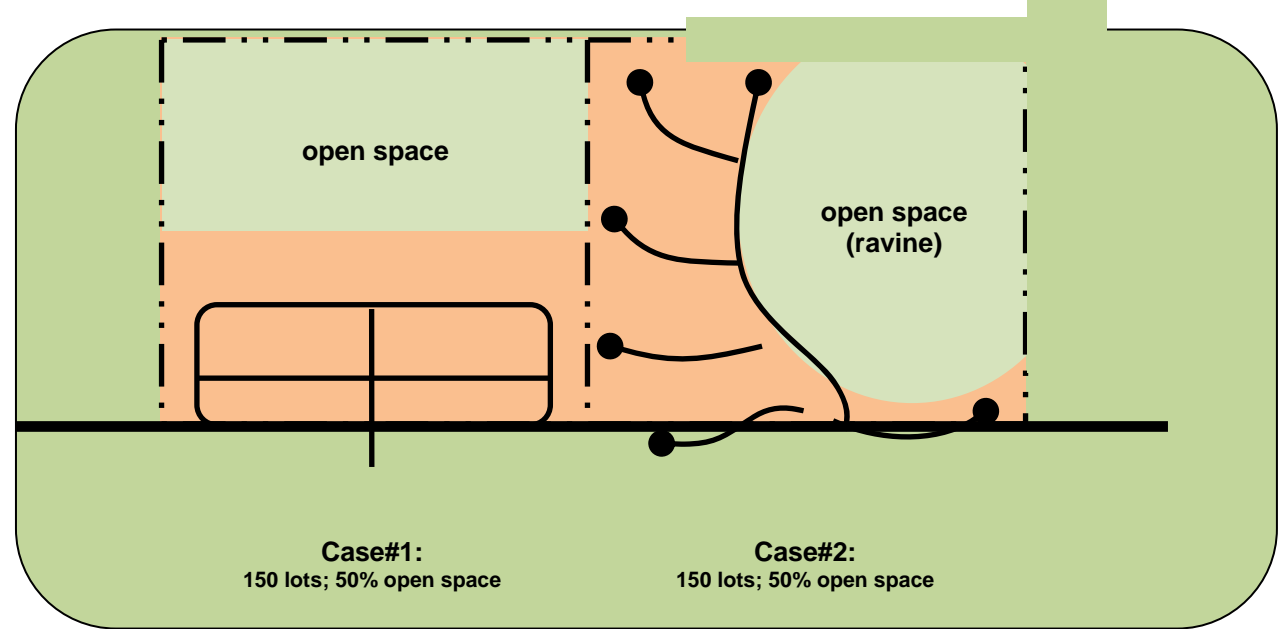 open space
open space
(ravine)
Case#1:
150 lots; 50% open space
Case#2:
150 lots; 50% open space